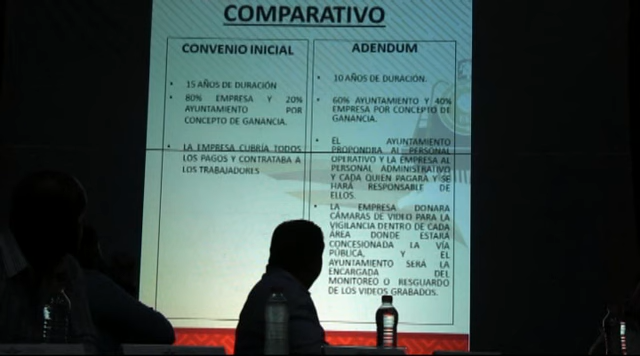 COMPARATIVO
CONVENIO INICIAL
• 15 AÑOS DE DURACIÓN
• 80% EMPRESA Y 20%
AYUNTAMIENTO POR
CONCEPTO DE GANANCIA.
• LA EMPRESA CUBRÍA TODOS
LOS PAGOS Y CONTRATABA A
LOS TRABAJADORES
ADENDUM
• 10 AÑOS DE DURACIÓN.
• 60% AYUNTAMIENTO Y 40%
EMPRESA POR CONCEPTO DE
GANANCIA.
• EL AYUNTAMIENTO
PROPONDRA AL PERSONAL
OPERATIVO Y LA EMPRESA AL
PERSONAL ADMINISTRATIVO
Y CADA QUIEN PAGARÁ Y SE
HARÁ RESPONSABLE DE
ELLOS.
• LA EMPRESA DONARA
CÁMARAS DE VIDEO PARA LA
VIGILANCIA DENTRO DE CADA
ÁREA DONDE ESTARÁ
CONCESIONADA LA VÍA
PÚBLICA, Y EL
AYUNTAMIENTO SERÁ LA
ENCARGADA DEL
MONITOREO O RESGUARDO
DE LOS VIDEOS GRABADOS.